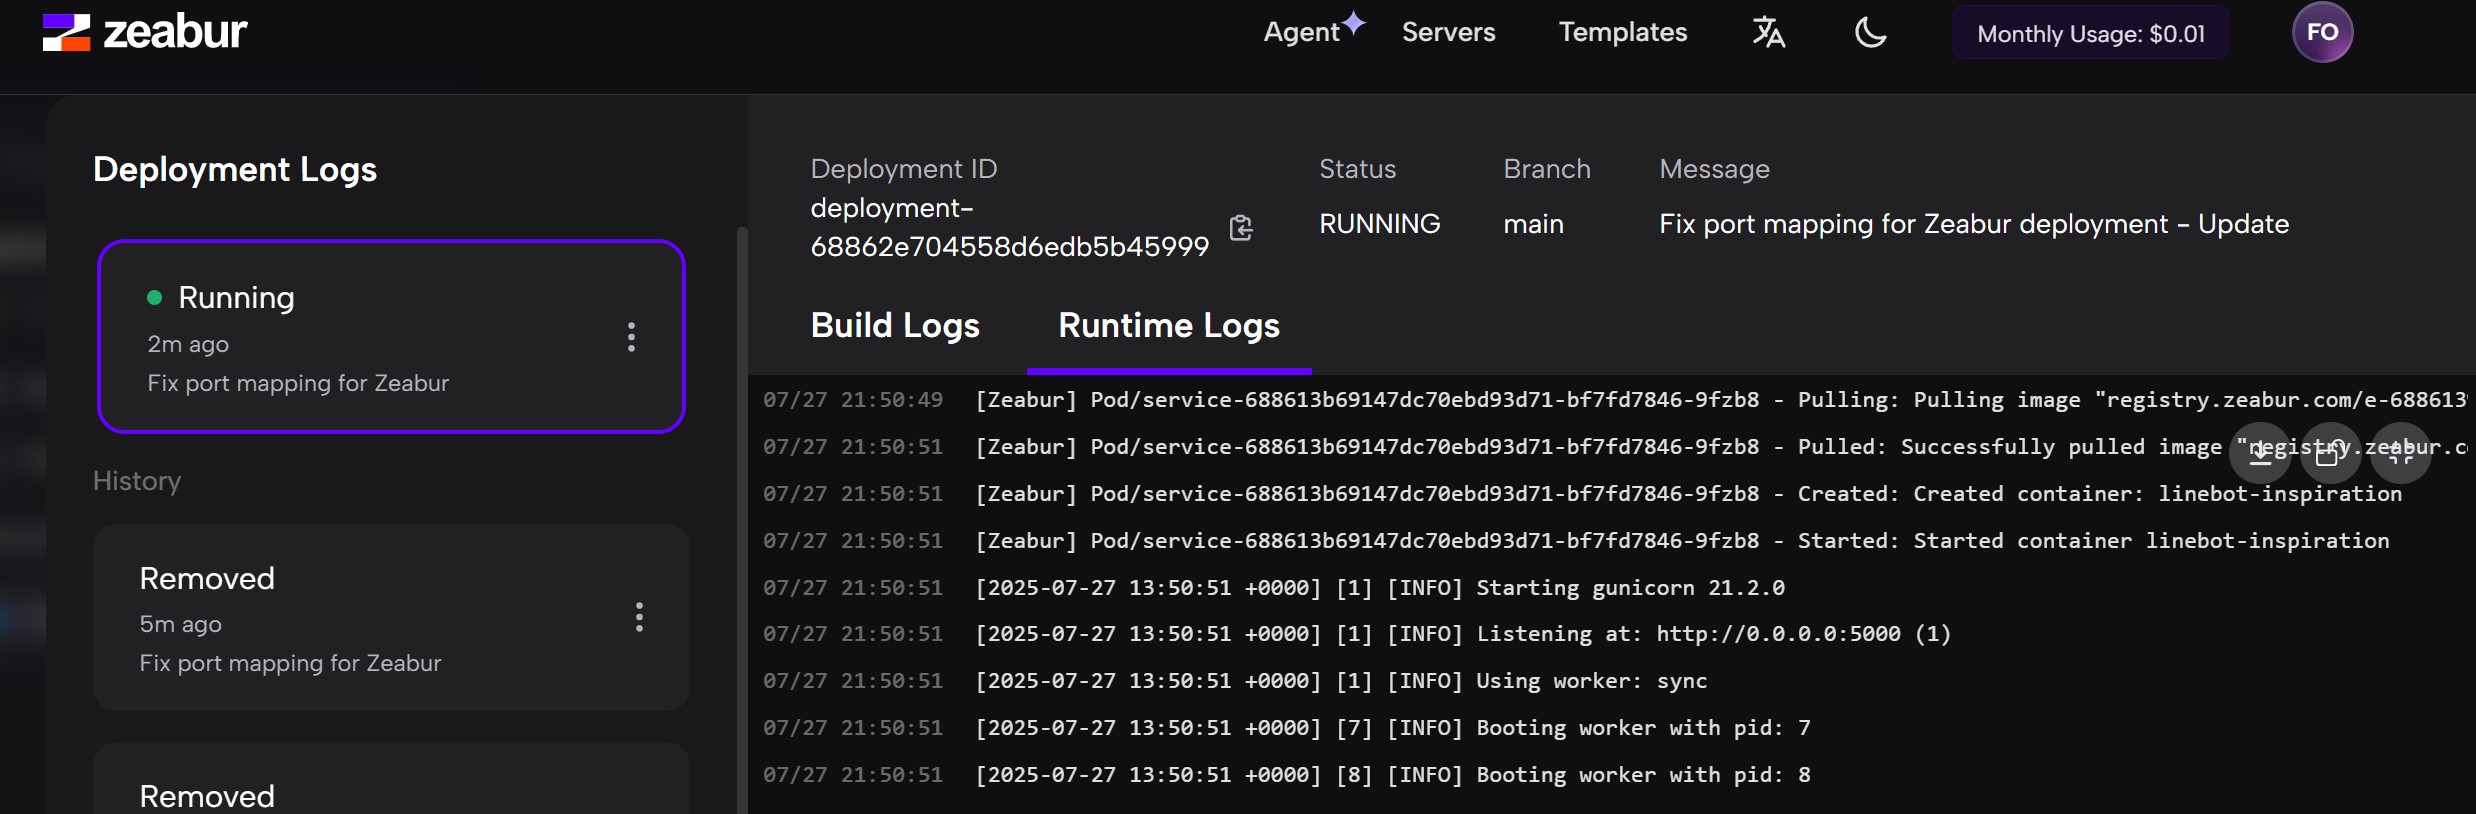 zeabur
Agent
Servers
Templates
Monthly Usage: $0.01
FO
Deployment Logs
Running
2m ago
Fix port mapping for Zeabur
History
Removed
5m ago
Fix port mapping for Zeabur
Removed
Deployment ID
deployment-
68862e704558d6edb5b45999
Status
RUNNING
Branch
main
Message
Fix port mapping for Zeabur deployment - Update
Build Logs
Runtime Logs
07/27 21:50:49 [Zeabur] Pod/service-688613b69147dc70ebd93d71-bf7fd7846-9fzb8 - Pulling: Pulling image "registry.zeabur.com/e-688613
07/27 21:50:51 [Zeabur] Pod/service-688613b69147dc70ebd93d71-bf7fd7846-9fzb8 - Pulled: Successfully pulled image "registry.zeabur.c
07/27 21:50:51 [Zeabur] Pod/service-688613b69147dc70ebd93d71-bf7fd7846-9fzb8 - Created: Created container: linebot-inspiration
07/27 21:50:51 [Zeabur] Pod/service-688613b69147dc70ebd93d71-bf7fd7846-9fzb8 - Started: Started container linebot-inspiration
07/27 21:50:51 [2025-07-27 13:50:51 +0000] [1] [INFO] Starting gunicorn 21.2.0
07/27 21:50:51 [2025-07-27 13:50:51 +0000] [1] [INFO] Listening at: http://0.0.0.0:5000 (1)
07/27 21:50:51 [2025-07-27 13:50:51 +0000] [1] [INFO] Using worker: sync
07/27 21:50:51 [2025-07-27 13:50:51 +0000] [7] [INFO] Booting worker with pid: 7
07/27 21:50:51 [2025-07-27 13:50:51 +0000] [8] [INFO] Booting worker with pid: 8